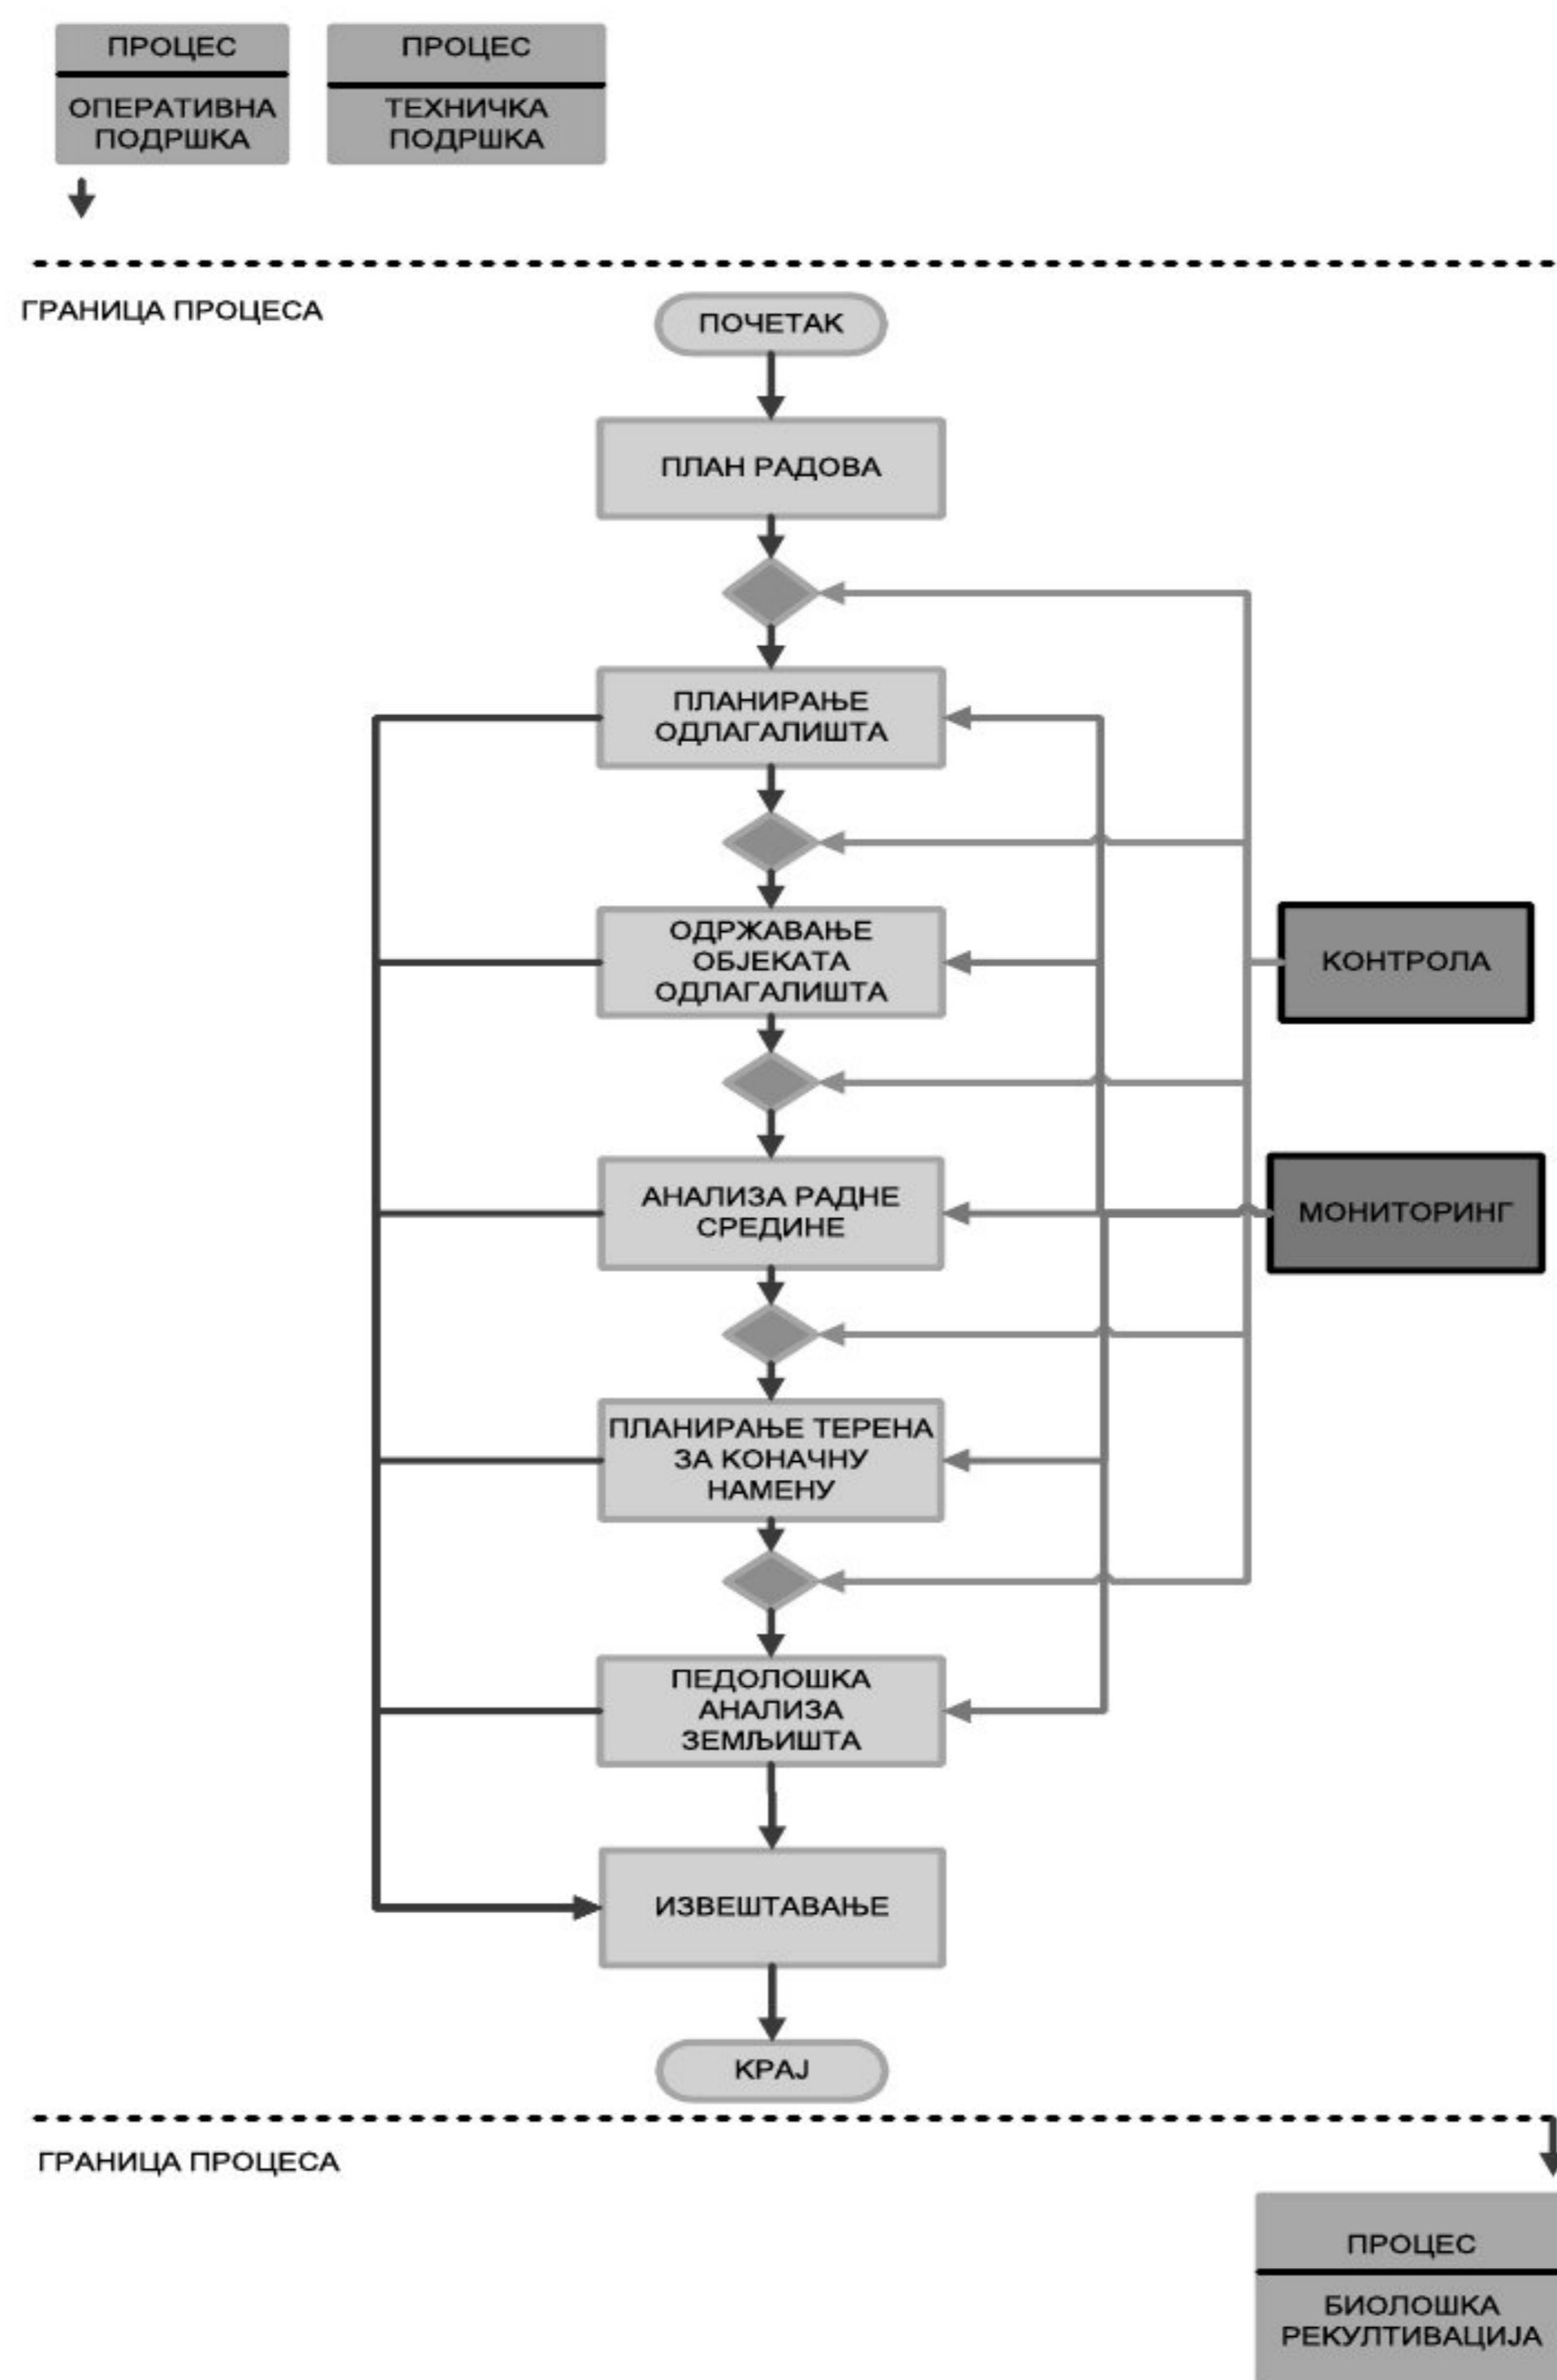 ПРОЦЕС
ОПЕРАТИВНА
ПОДРШКА
ПРОЦЕС
ТЕХНИЧКА
ПОДРШКА
ГРАНИЦА ПРОЦЕСА
ПОЧЕТАК
ПЛАН РАДОВА
ПЛАНИРАЊЕ
ОДЛАГАЛИШТА
ОДРЖАВАЊЕ
ОБЈЕКАТА
ОДЛАГАЛИШТА
КОНТРОЛА
АНАЛИЗА РАДНЕ
СРЕДИНЕ
МОНИТОРИНГ
ПЛАНИРАЊЕ ТЕРЕНА
ЗА КОНАЧНУ
НАМЕНУ
ПЕДОЛОШКА
АНАЛИЗА
ЗЕМЉИШТА
ИЗВЕШТАВАЊЕ
КРАЈ
ГРАНИЦА ПРОЦЕСА
ПРОЦЕС
БИОЛОШКА
РЕКУЛТИВАЦИЈА